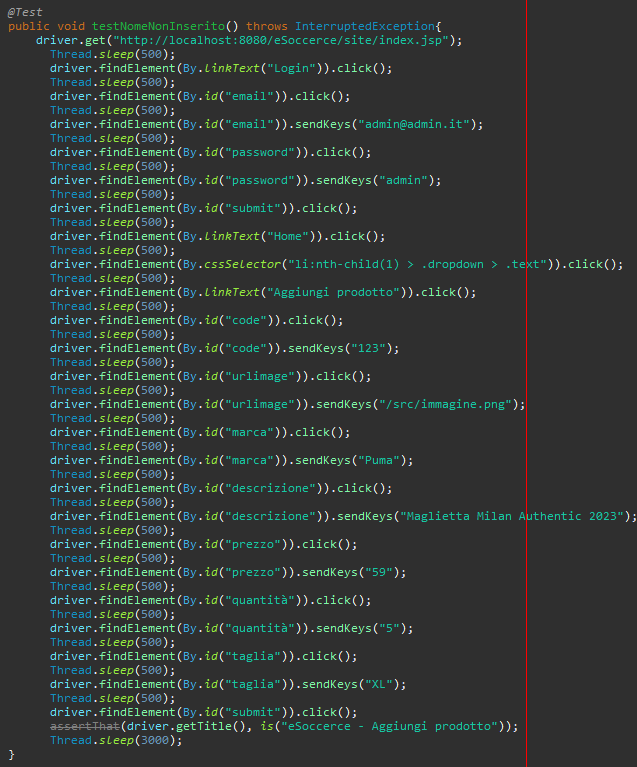 @Test
public void testNomeNonInserito() throws InterruptedException{
driver.get("http://localhost:8080/eSoccerce/site/index.jsp");
Thread.sleep(500);
driver.findElement(By.linkText("Login")).click();
Thread.sleep(500);
driver.findElement(By.id("email")).click();
Thread.sleep(500);
driver.findElement(By.id("email")).sendKeys("admin@admin.it");
Thread.sleep(500);
driver.findElement(By.id("password")).click();
Thread.sleep(500);
driver.findElement(By.id("password")).sendKeys("admin");
Thread.sleep(500);
driver.findElement(By.id("submit")).click();
Thread.sleep(500);
driver.findElement(By.linkText("Home")).click();
Thread.sleep(500);
driver.findElement(By.cssSelector("li:nth-child(1) > .dropdown > .text")).click();
Thread.sleep(500);
driver.findElement(By.linkText("Aggiungi prodotto")).click();
Thread.sleep(500);
driver.findElement(By.id("code")).click();
Thread.sleep(500);
driver.findElement(By.id("code")).sendKeys("123");
Thread.sleep(500);
driver.findElement(By.id("urlimage")).click();
Thread.sleep(500);
driver.findElement(By.id("urlimage")).sendKeys("/src/immagine.png");
Thread.sleep(500);
driver.findElement(By.id("marca")).click();
Thread.sleep(500);
driver.findElement(By.id("marca")).sendKeys("Puma");
Thread.sleep(500);
driver.findElement(By.id("descrizione")).click();
Thread.sleep(500);
driver.findElement(By.id("descrizione")).sendKeys("Maglietta Milan Authentic 2023");
Thread.sleep(500);
driver.findElement(By.id("prezzo")).click();
Thread.sleep(500);
driver.findElement(By.id("prezzo")).sendKeys("59");
Thread.sleep(500);
driver.findElement(By.id("quantità")).click();
Thread.sleep(500);
driver.findElement(By.id("quantità")).sendKeys("5");
Thread.sleep(500);
driver.findElement(By.id("taglia")).click();
Thread.sleep(500);
driver.findElement(By.id("taglia")).sendKeys("XL");
Thread.sleep(500);
driver.findElement(By.id("submit")).click();
assertThat(driver.getTitle(), is("eSoccerce - Aggiungi prodotto"));
Thread.sleep(3000);
}